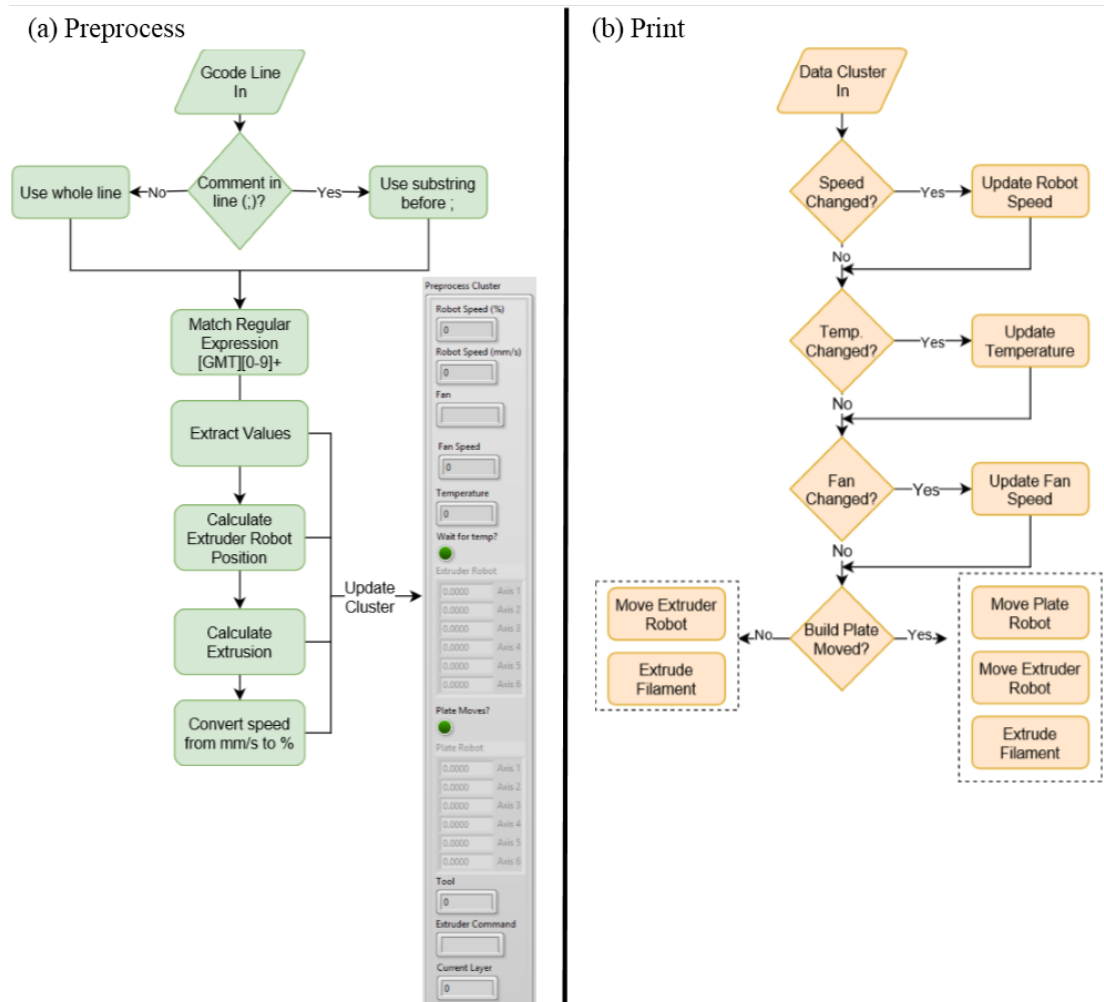 (a) Preprocess
Gcode Line
In
Comment in
line (;)?
No
Yes
Use whole line
Use substring
before ;
Match Regular
Expression
[GMT][0-9]+
Extract Values
Calculate
Extruder Robot
Position
Calculate
Extrusion
Convert speed
from mm/s to %
Update
Cluster
Preprocess Cluster
Robot Speed (%)
0
Robot Speed (mm/s)
0
Fan
Fan Speed
0
Temperature
0
Wait for temp?
Extruder Robot
0.0000 Axis 1
0.0000 Axis 2
0.0000 Axis 3
0.0000 Axis 4
0.0000 Axis 5
0.0000 Axis 6
Plate Moves?
Plate Robot
0.0000 Axis 1
0.0000 Axis 2
0.0000 Axis 3
0.0000 Axis 4
0.0000 Axis 5
0.0000 Axis 6
Tool
0
Extruder Command
Current Layer
0
(b) Print
Data Cluster
In
Speed
Changed?
Yes
Update Robot
Speed
No
Temp.
Changed?
Yes
Update
Temperature
No
Fan
Changed?
Yes
Update Fan
Speed
No
Build Plate
Moved?
No
Yes
Move Extruder
Robot
Extrude
Filament
Move Plate
Robot
Move Extruder
Robot
Extrude
Filament